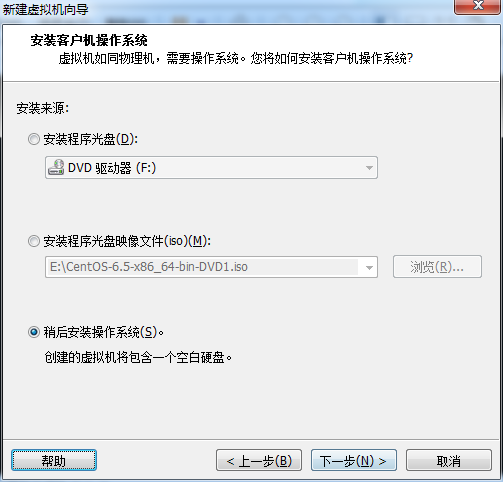 新建虚拟机向导
安装客户机操作系统
虚拟机如同物理机，需要操作系统。您将如何安装客户机操作系统?
安装来源:
安装程序光盘(D):
DVD 驱动器 (F:)
安装程序光盘映像文件(iso)(M):
E:\CentOS-6.5-x86_64-bin-DVD1.iso
浏览(R)...
稍后安装操作系统(S)。
创建的虚拟机将包含一个空白硬盘。
帮助
< 上一步(B)
下一步(N) >
取消